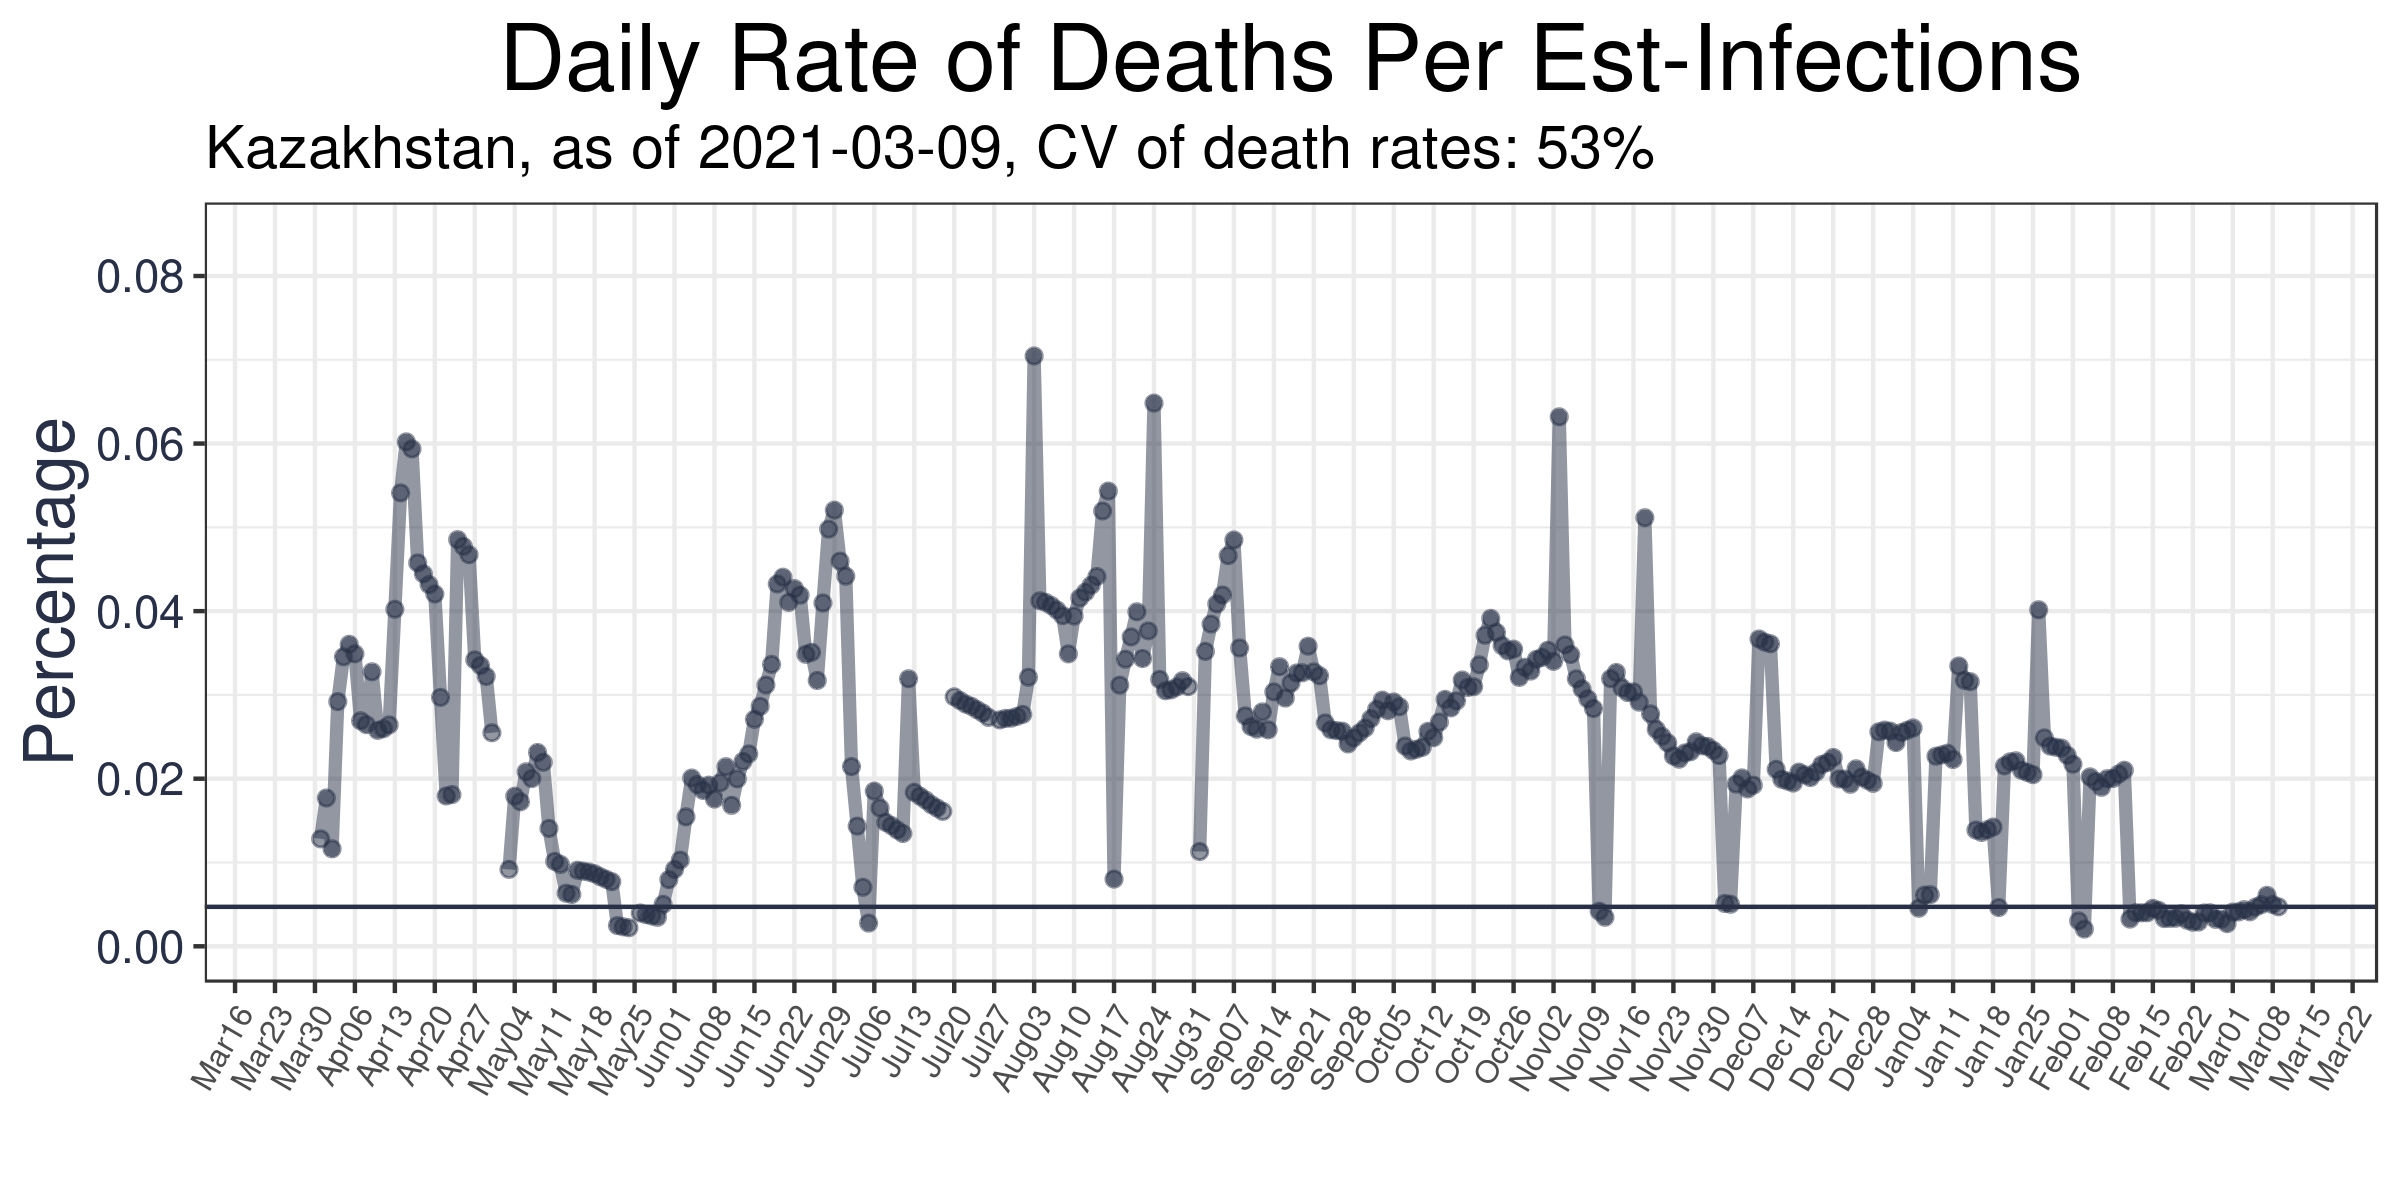 Daily Rate of Deaths Per Est-Infections
Kazakhstan, as of 2021-03-09, CV of death rates: 53%
Percentage
0.08
0.06
0.04
0.02
0.00
Mar16 Mar23 Mar30 Apr06 Apr13 Apr20 Apr27 May04 May11 May18 May25 Jun01 Jun08 Jun15 Jun22 Jun29 Jul06 Jul13 Jul20 Jul27 Aug03 Aug10 Aug17 Aug24 Aug31 Sep07 Sep14 Sep21 Sep28 Oct05 Oct12 Oct19 Oct26 Nov02 Nov09 Nov16 Nov23 Nov30 Dec07 Dec14 Dec21 Dec28 Jan04 Jan11 Jan18 Jan25 Feb01 Feb08 Feb15 Feb22 Mar01 Mar08 Mar15 Mar22